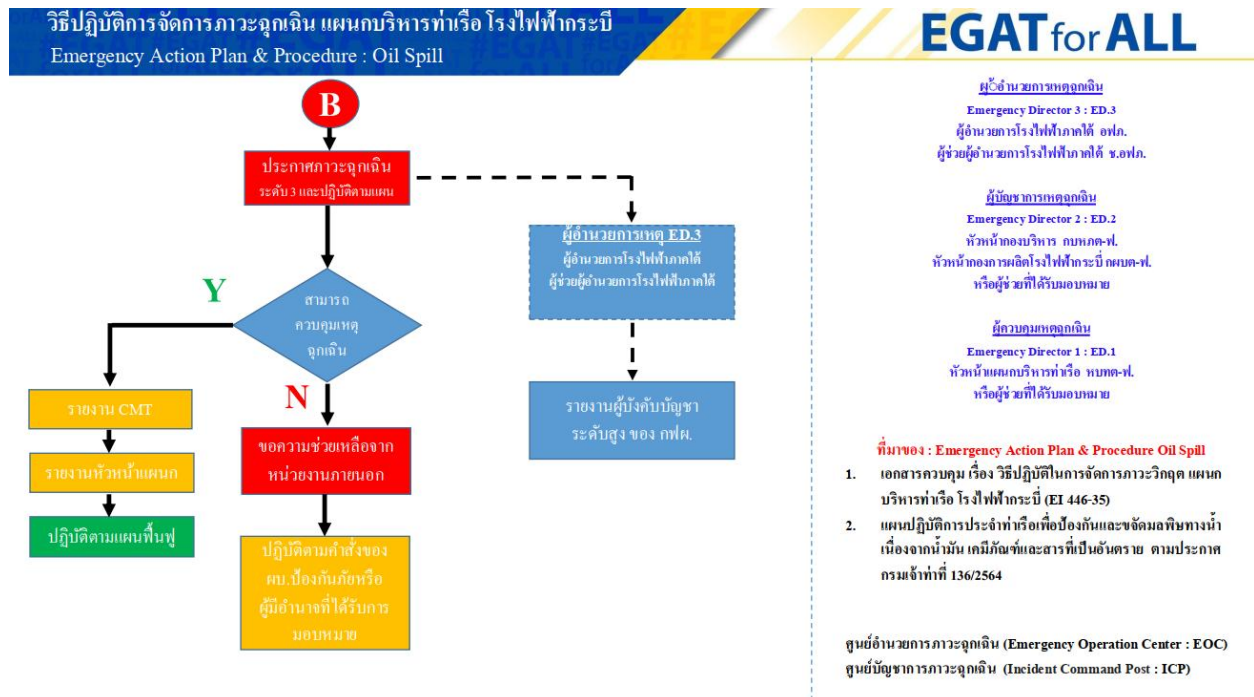 วิธีปฏิบัติการจัดการภาวะฉุกเฉิน แผนกบริหารท่าเรือ โรงไฟฟ้ากระบี่
Emergency Action Plan & Procedure : Oil Spill
EGAT for ALL
B
ประกาศภาวะฉุกเฉิน
ระดับ 3 และปฏิบัติตามแผน
ผู้อำนวยการเหตุ ED.3
ผู้อำนวยการโรงไฟฟ้าภาคใต้
ผู้ช่วยผู้อำนวยการโรงไฟฟ้าภาคใต้
Y
สามารถ
ควบคุมเหตุ
ฉุกเฉิน
N
รายงาน CMT
รายงานหัวหน้าแผนก
ปฏิบัติตามแผนฟื้นฟู
ขอความช่วยเหลือจาก
หน่วยงานภายนอก
ปฏิบัติตามคำสั่งของ
ผบ.ป้องกันภัยหรือ
ผู้มีอำนาจที่ได้รับการ
มอบหมาย
รายงานผู้บังคับบัญชา
ระดับสูง ของ กฟผ.
ผู้อำนวยการเหตุฉุกเฉิน
Emergency Director 3 : ED.3
ผู้อำนวยการโรงไฟฟ้าภาคใต้ อฟภ.
ผู้ช่วยผู้อำนวยการโรงไฟฟ้าภาคใต้ ช.อฟภ.
ผู้บัญชาการเหตุฉุกเฉิน
Emergency Director 2 : ED.2
หัวหน้ากองบริหาร กบหภต-ฟ.
หัวหน้ากองการผลิตโรงไฟฟ้ากระบี่ กผบต-ฟ.
หรือผู้ช่วยที่ได้รับมอบหมาย
ผู้ควบคุมเหตุฉุกเฉิน
Emergency Director 1 : ED.1
หัวหน้าแผนกบริหารท่าเรือ หบทต-ฟ.
หรือผู้ช่วยที่ได้รับมอบหมาย
ที่มาของ : Emergency Action Plan & Procedure Oil Spill
1. เอกสารควบคุม เรื่อง วิธีปฏิบัติในการจัดการภาวะวิกฤต แผนก
บริหารท่าเรือ โรงไฟฟ้ากระบี่ (EI 446-35)
2. แผนปฏิบัติการประจำท่าเรือเพื่อป้องกันและขจัดมลพิษทางน้ำ
เนื่องจากน้ำมัน เคมีภัณฑ์และสารที่เป็นอันตราย ตามประกาศ
กรมเจ้าท่าที่ 136/2564
ศูนย์อำนวยการภาวะฉุกเฉิน (Emergency Operation Center : EOC)
ศูนย์บัญชาการภาวะฉุกเฉิน (Incident Command Post : ICP)